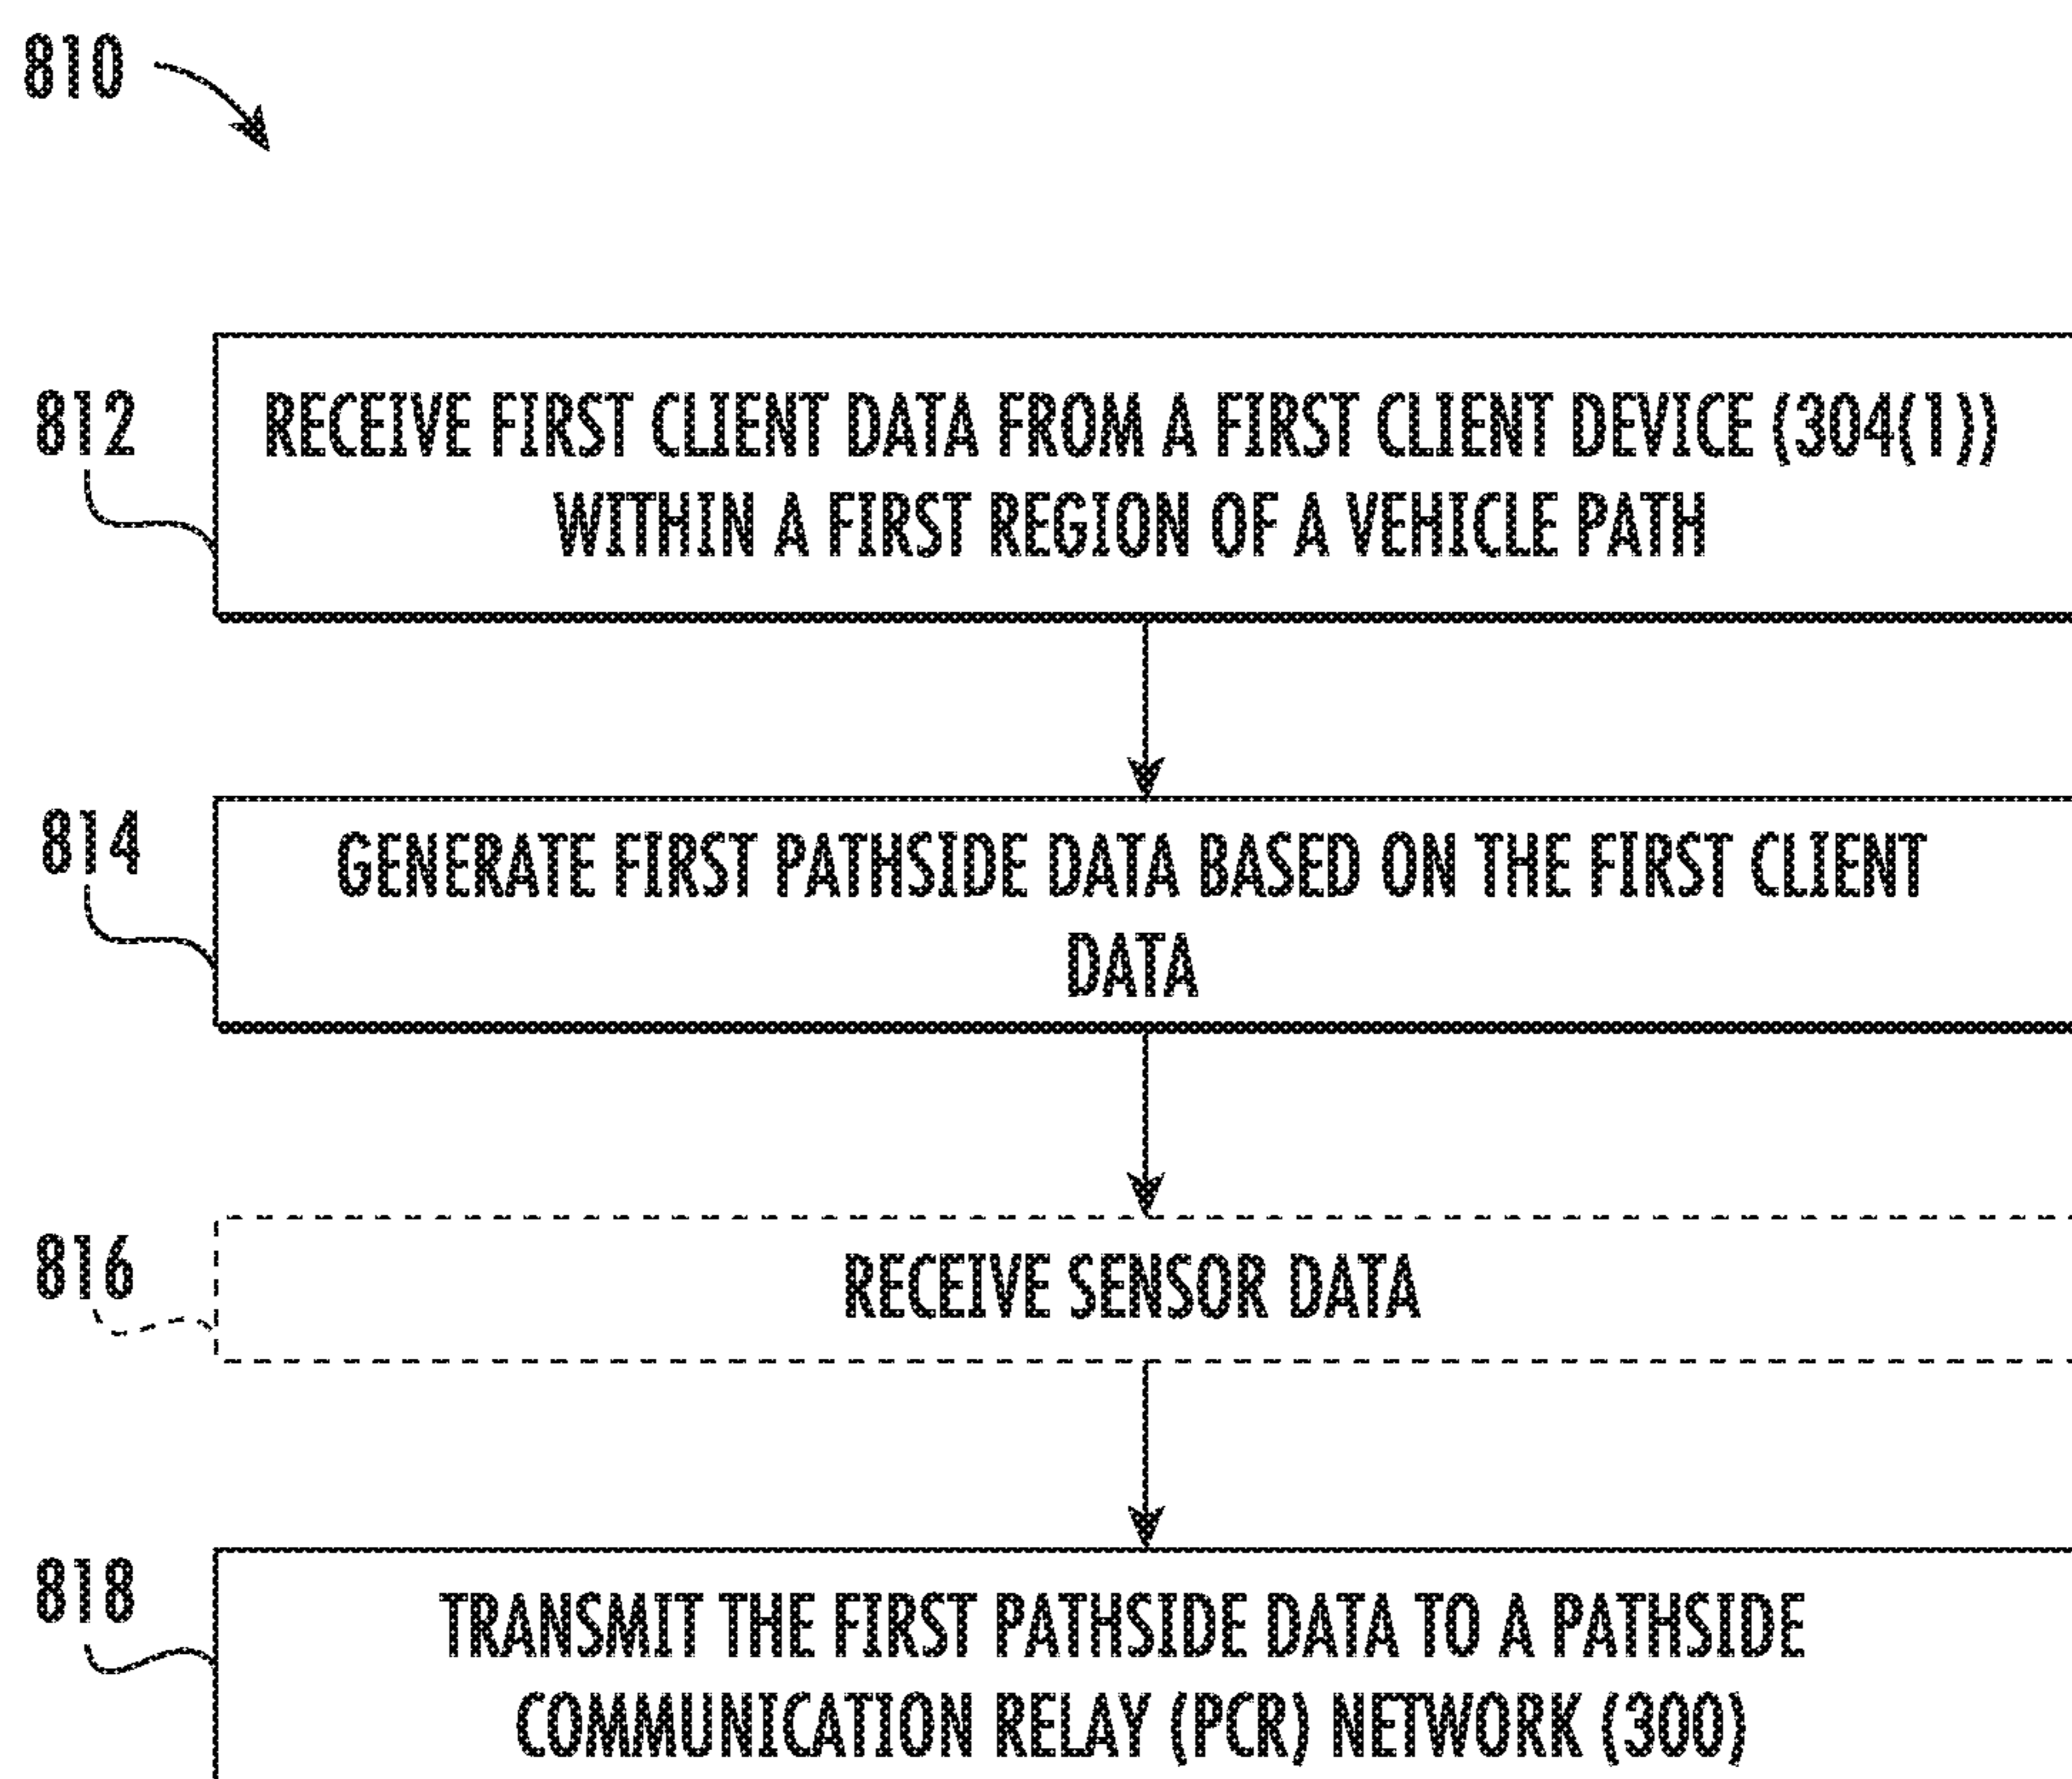 810
812
RECEIVE FIRST CLIENT DATA FROM A FIRST CLIENT DEVICE (304(1))
WITHIN A FIRST REGION OF A VEHICLE PATH
814
GENERATE FIRST PATHSIDE DATA BASED ON THE FIRST CLIENT
DATA
816
RECEIVE SENSOR DATA
818
TRANSMIT THE FIRST PATHSIDE DATA TO A PATHSIDE
COMMUNICATION RELAY (PCR) NETWORK (300)